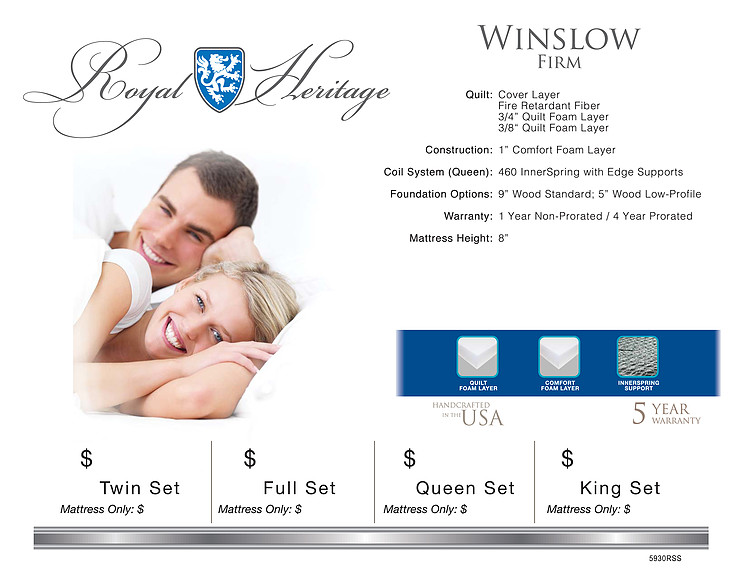 Royal Heritage
WINSLOW
FIRM
Quilt: Cover Layer
Fire Retardant Fiber
3/4” Quilt Foam Layer
3/8“ Quilt Foam Layer
Construction: 1” Comfort Foam Layer
Coil System (Queen): 460 InnerSpring with Edge Supports
Foundation Options: 9” Wood Standard; 5” Wood Low-Profile
Warranty: 1 Year Non-Prorated / 4 Year Prorated
Mattress Height: 8”
QUILT
FOAM LAYER
COMFORT
FOAM LAYER
INNERSPRING
SUPPORT
HANDCRAFTED
IN THE USA
5 YEAR
WARRANTY
$
Twin Set
Mattress Only: $
$
Full Set
Mattress Only: $
$
Queen Set
Mattress Only: $
$
King Set
Mattress Only: $
5930RSS